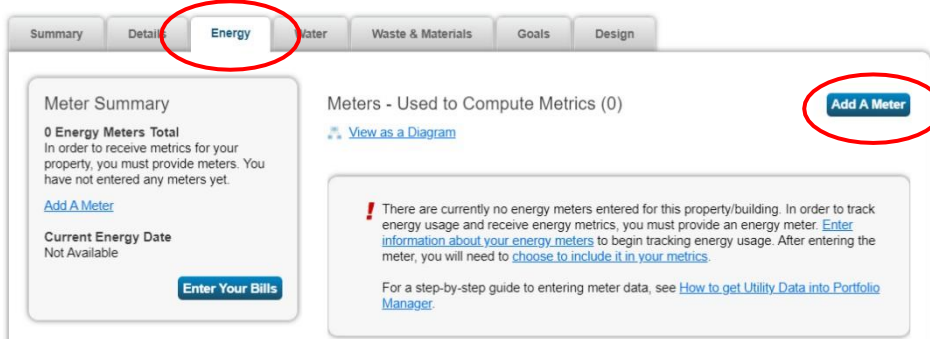 Summary
Details
Energy
Water
Waste & Materials
Goals
Design
Meter Summary
0 Energy Meters Total
In order to receive metrics for your
property, you must provide meters. You
have not entered any meters yet.
Add A Meter
Current Energy Date
Not Available
Enter Your Bills
Meters - Used to Compute Metrics (0)
Add A Meter
View as a Diagram
! There are currently no energy meters entered for this property/building. In order to track
energy usage and receive energy metrics, you must provide an energy meter. Enter
information about your energy meters to begin tracking energy usage. After entering the
meter, you will need to choose to include it in your metrics.
For a step-by-step guide to entering meter data, see How to get Utility Data into Portfolio
Manager.